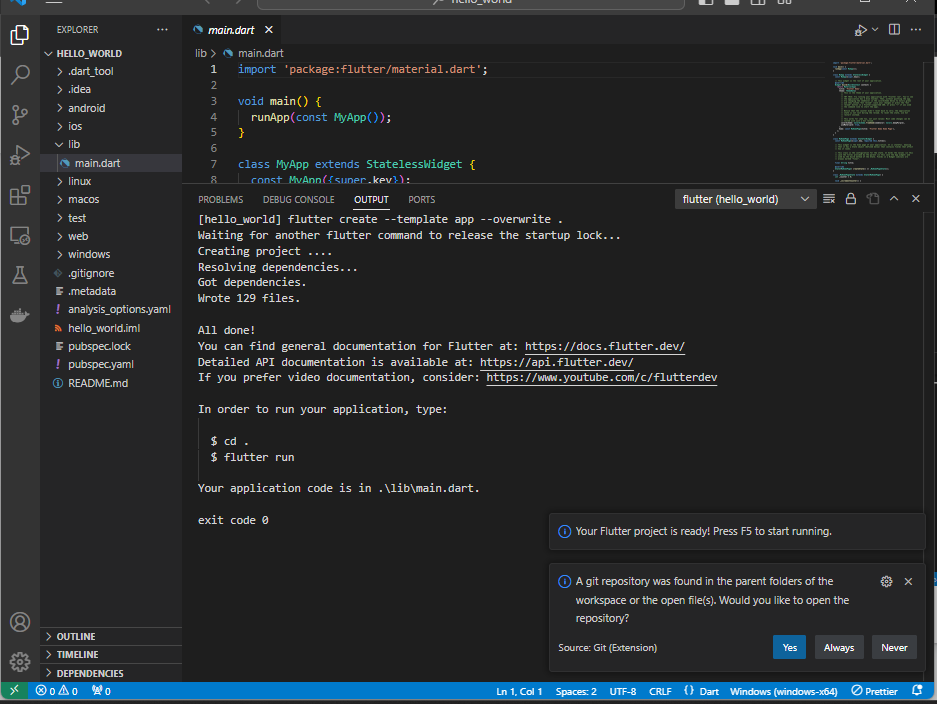 hello_world
EXPLORER
HELLO_WORLD
.dart_tool
.idea
android
ios
lib
main.dart
linux
macos
test
web
windows
.gitignore
.metadata
analysis_options.yaml
hello_world.iml
pubspec.lock
pubspec.yaml
README.md
OUTLINE
TIMELINE
DEPENDENCIES
main.dart
lib > main.dart
1 import 'package:flutter/material.dart';
2
3 void main() {
4 runApp(const MyApp());
5 }
6
7 class MyApp extends StatelessWidget {
8 const MyApp({super.key});
PROBLEMS DEBUG CONSOLE OUTPUT PORTS flutter (hello_world)
[hello_world] flutter create --template app --overwrite .
Waiting for another flutter command to release the startup lock...
Creating project ....
Resolving dependencies...
Got dependencies.
Wrote 129 files.
All done!
You can find general documentation for Flutter at: https://docs.flutter.dev/
Detailed API documentation is available at: https://api.flutter.dev/
If you prefer video documentation, consider: https://www.youtube.com/c/flutterdev
In order to run your application, type:
$ cd .
$ flutter run
Your application code is in .\lib\main.dart.
exit code 0
Your Flutter project is ready! Press F5 to start running.
A git repository was found in the parent folders of the
workspace or the open file(s). Would you like to open the
repository?
Source: Git (Extension) Yes Always Never
0 0 0 Ln 1, Col 1 Spaces: 2 UTF-8 CRLF {} Dart Windows (windows-x64) Prettier